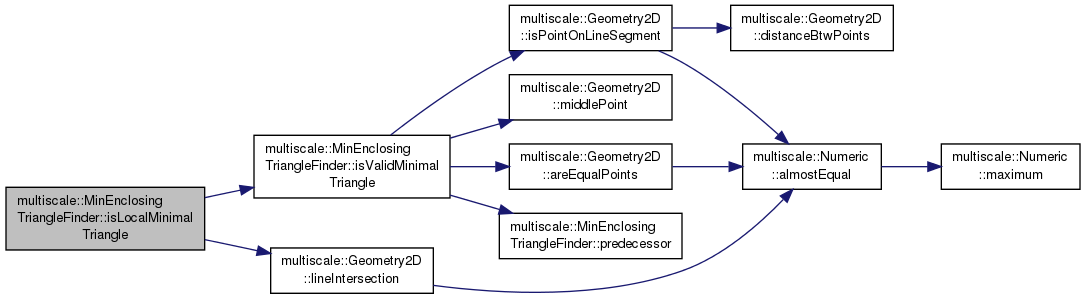 multiscale::MinEnclosing
TriangleFinder::isLocalMinimal
Triangle
multiscale::MinEnclosing
TriangleFinder::isValidMinimal
Triangle
multiscale::Geometry2D
::lineIntersection
multiscale::Geometry2D
::isPointOnLineSegment
multiscale::Geometry2D
::middlePoint
multiscale::Geometry2D
::areEqualPoints
multiscale::MinEnclosing
TriangleFinder::predecessor
multiscale::Geometry2D
::distanceBtwPoints
multiscale::Numeric
::almostEqual
multiscale::Numeric
::maximum